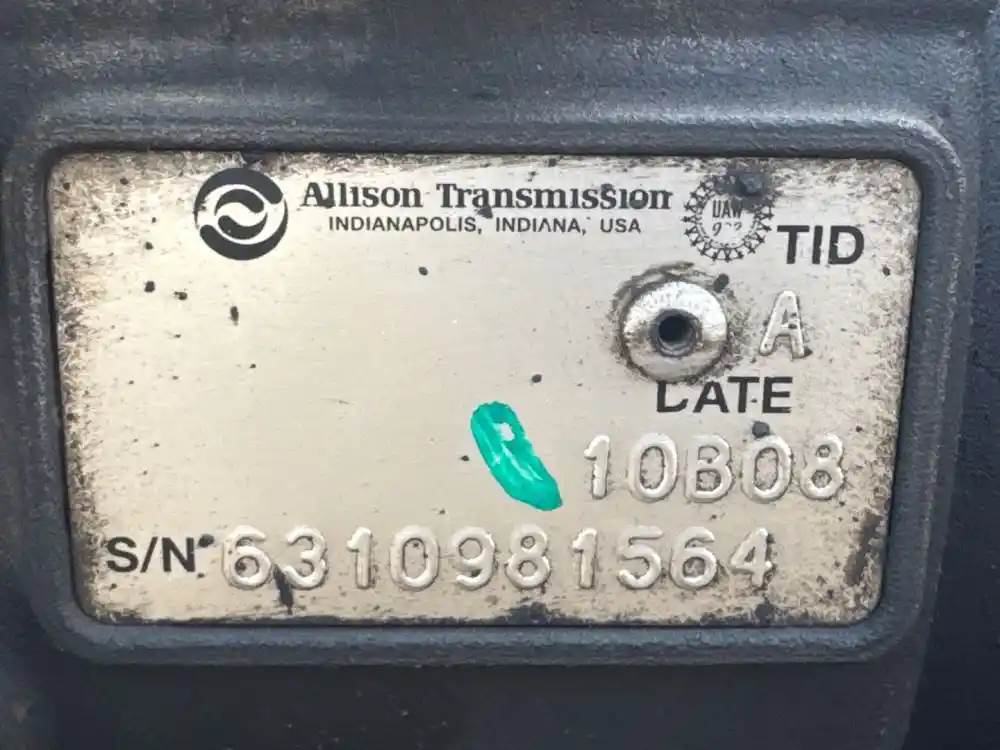 Allison Transmission
INDIANAPOLIS, INDIANA, USA
UAW
TID
A
DATE
10B08
S/N 6310981564